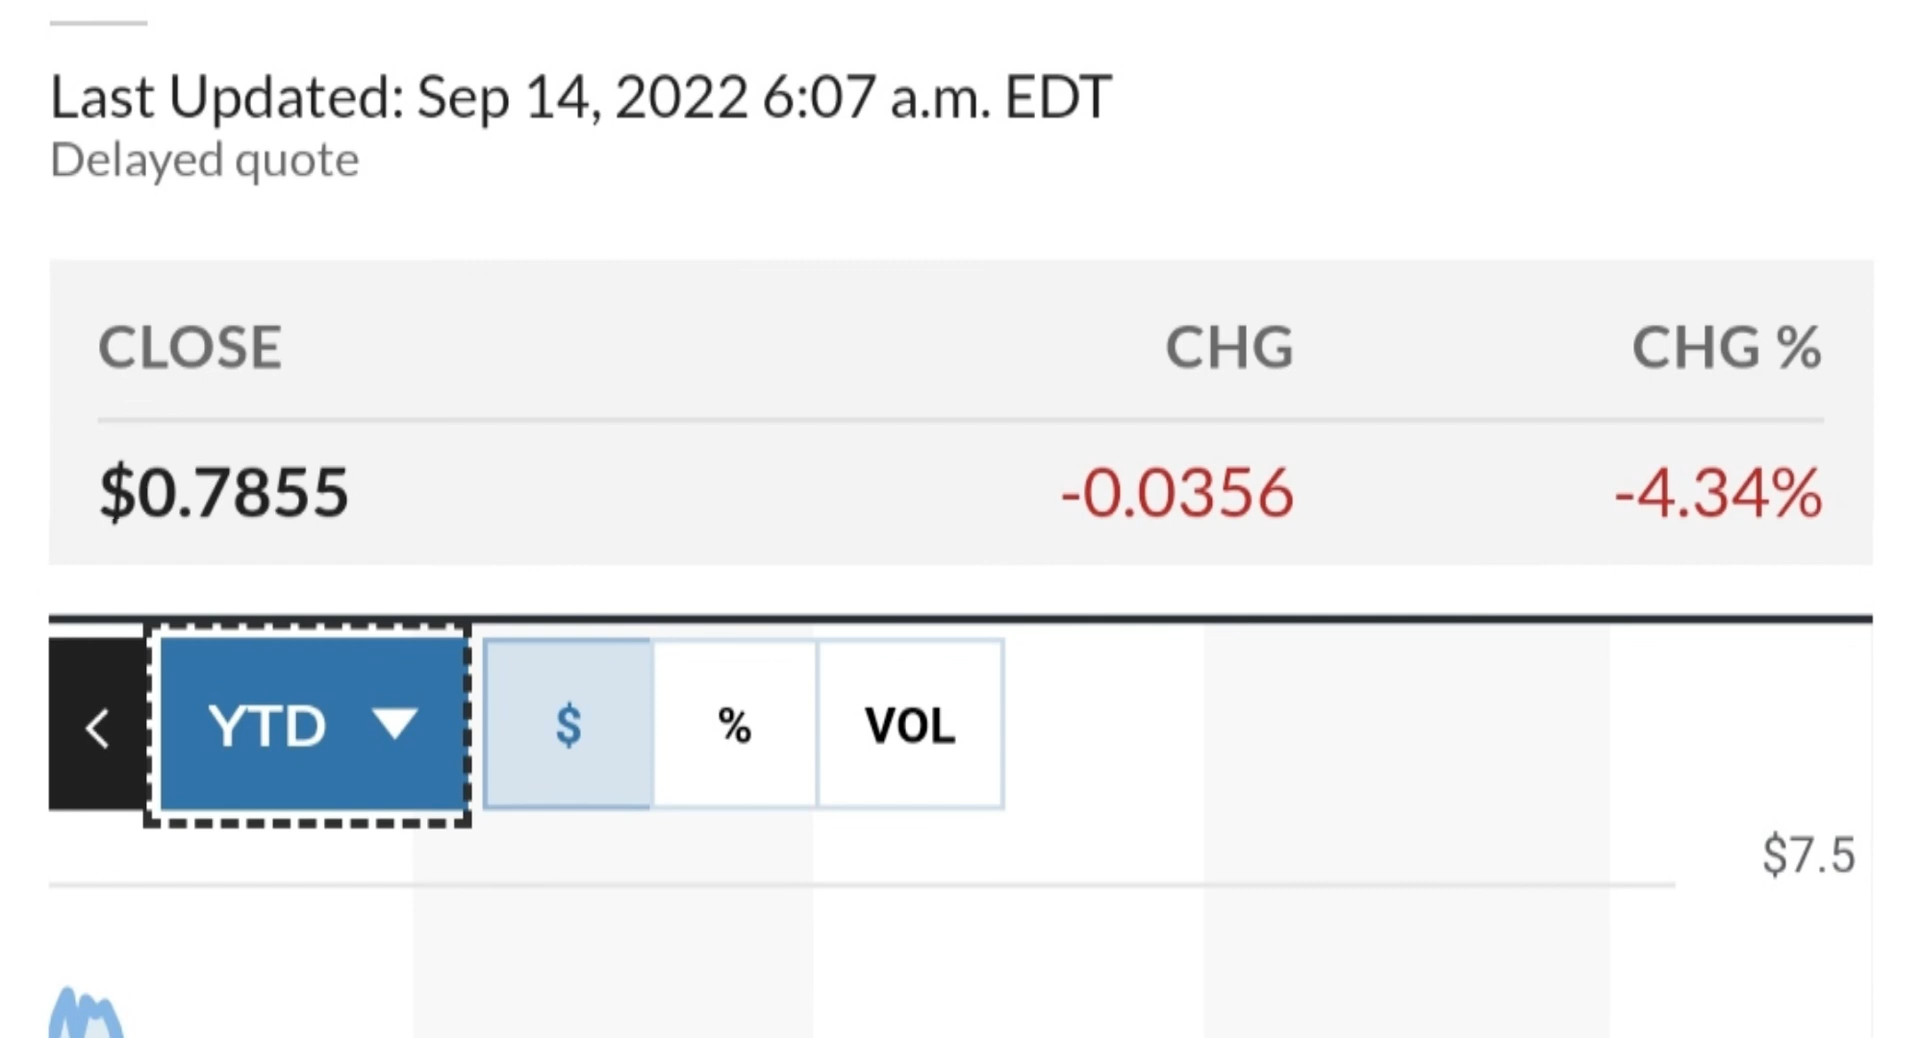 Last Updated: Sep 14, 2022 6:07 a.m. EDT
Delayed quote
CLOSE CHG CHG %
$0.7855 -0.0356 -4.34%
YTD $ % VOL
$7.5